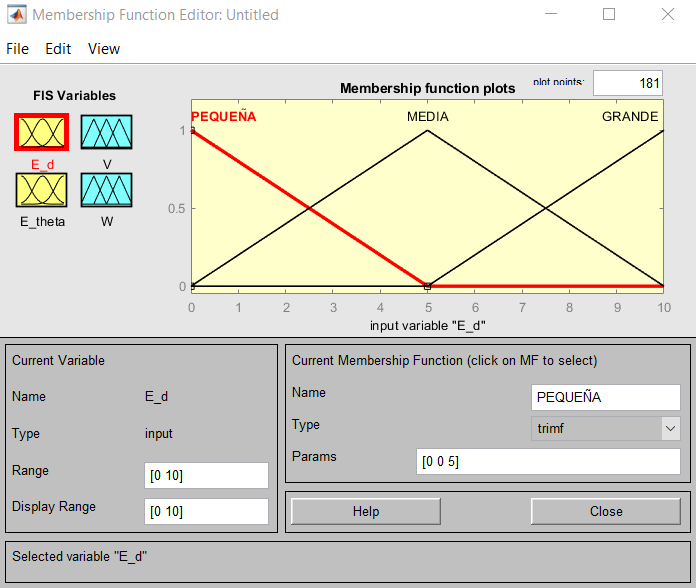 Membership Function Editor: Untitled
File Edit View
FIS Variables
E_d
V
E_theta
W
Membership function plots
plot points:
181
PEQUEÑA
MEDIA
GRANDE
1
0.5
0
0 1 2 3 4 5 6 7 8 9 10
input variable "E_d"
Current Variable
Name E_d
Type input
Range [0 10]
Display Range [0 10]
Current Membership Function (click on MF to select)
Name PEQUEÑA
Type trimf
Params [0 0 5]
Help
Close
Selected variable "E_d"